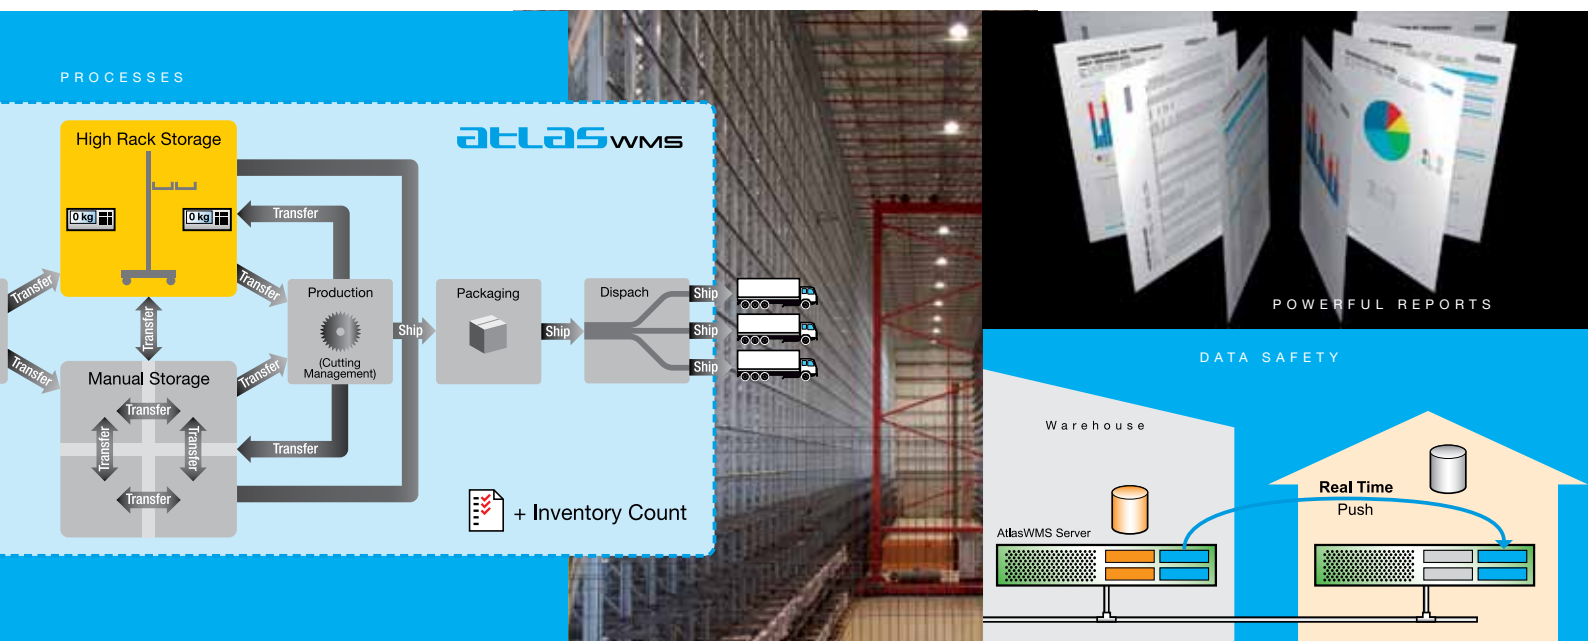 PROCESSES
High Rack Storage
atlas WMS
0 kg
0 kg
Transfer
Transfer
Transfer
Transfer
Production
(Cutting
Management)
Ship
Packaging
Ship
Dispach
Ship
Ship
Ship
Transfer
Transfer
Manual Storage
Transfer
Transfer
Transfer
Transfer
Transfer
+ Inventory Count
POWERFUL REPORTS
DATA SAFETY
Warehouse
Real Time
Push
AtlasWMS Server